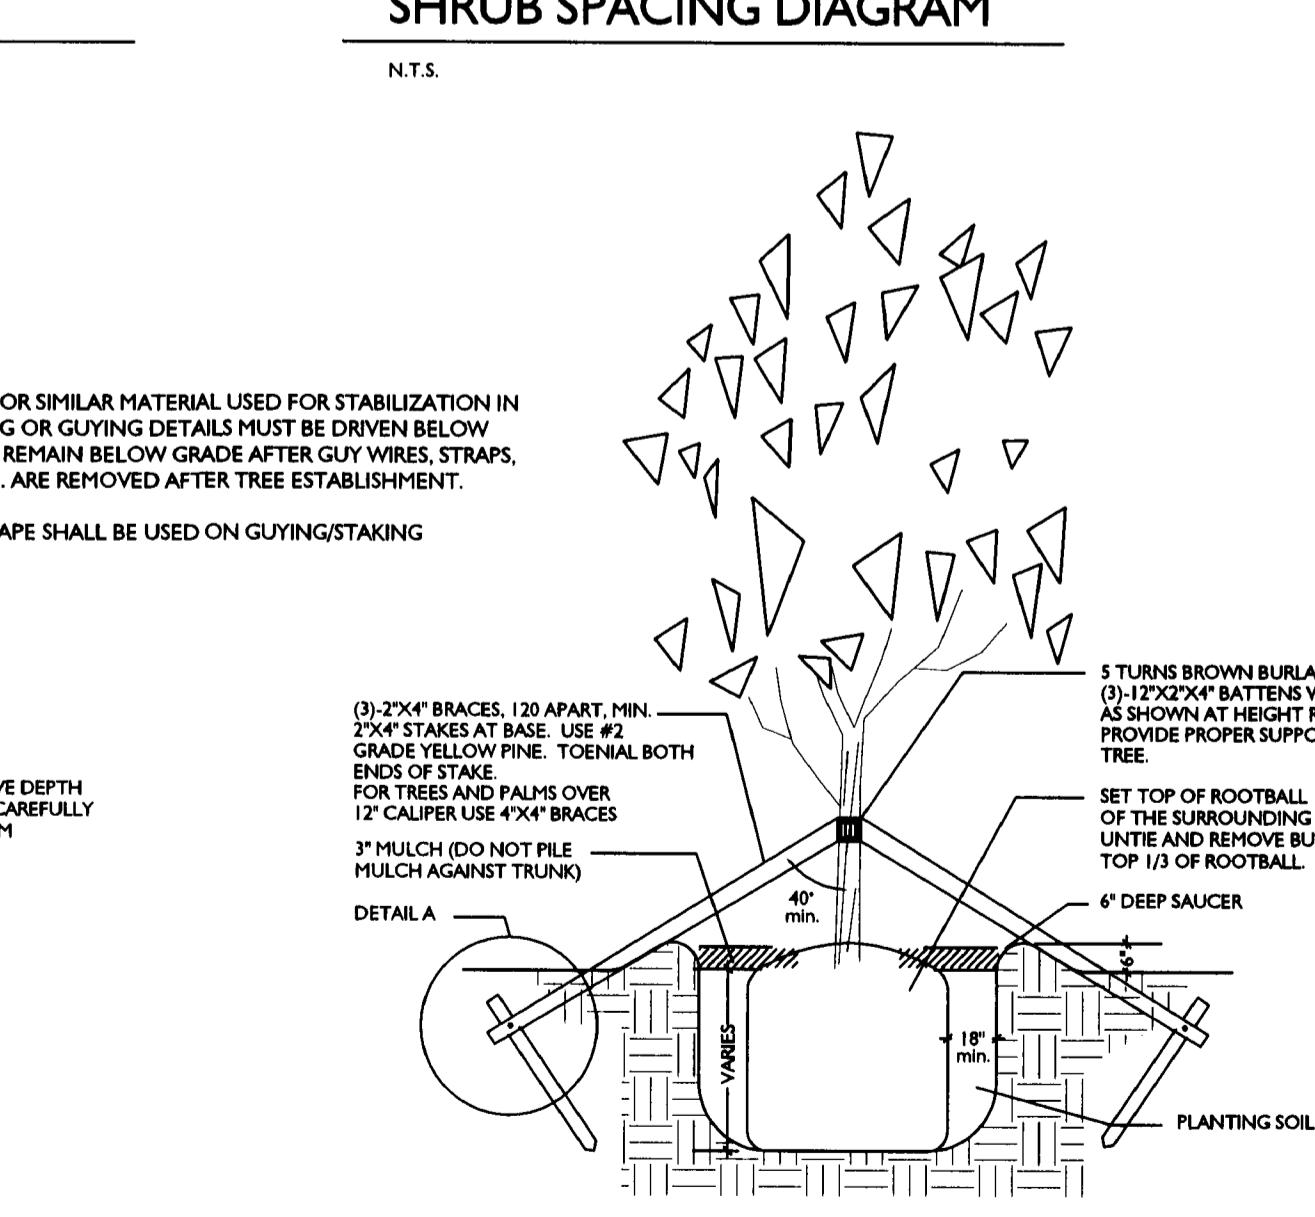 SHRUB SPACING DIAGRAM
N.T.S.
OR SIMILAR MATERIAL USED FOR STABILIZATION IN
G OR GUYING DETAILS MUST BE DRIVEN BELOW
REMAIN BELOW GRADE AFTER GUY WIRES, STRAPS,
. ARE REMOVED AFTER TREE ESTABLISHMENT.
APE SHALL BE USED ON GUYING/STAKING
VE DEPTH
CAREFULLY
M
(3)-2"X4" BRACES, 120 APART, MIN.
2"X4" STAKES AT BASE. USE #2
GRADE YELLOW PINE. TOENIAL BOTH
ENDS OF STAKE.
FOR TREES AND PALMS OVER
12" CALIPER USE 4"X4" BRACES
3" MULCH (DO NOT PILE
MULCH AGAINST TRUNK)
DETAIL A
5 TURNS BROWN BURLA
(3)-12"X2"X4" BATTENS
AS SHOWN AT HEIGHT
PROVIDE PROPER SUPPO
TREE.
SET TOP OF ROOTBALL
OF THE SURROUNDING
UNTIE AND REMOVE BU
TOP 1/3 OF ROOTBALL.
6" DEEP SAUCER
40°
min.
6"
VARIES
18"
min.
PLANTING SOIL